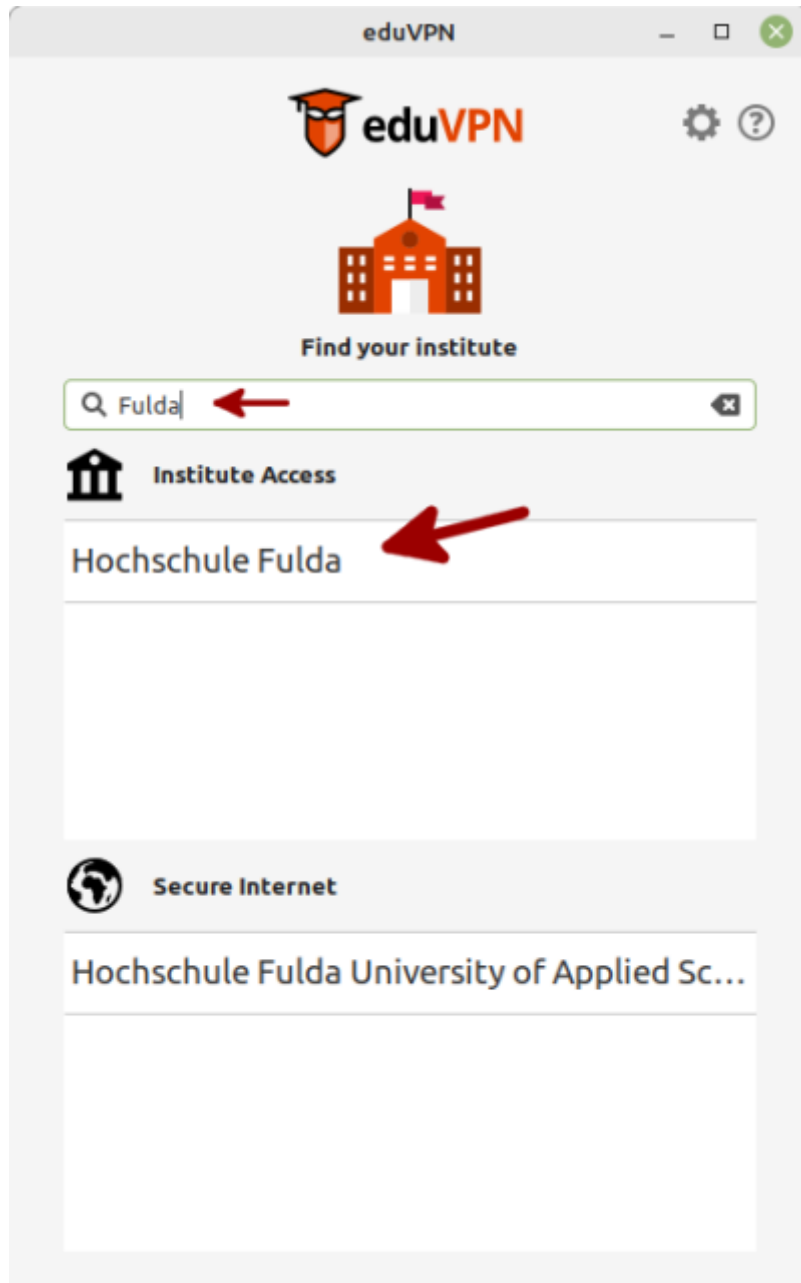 eduVPN
eduVPN
Find your institute
Fulda
Institute Access
Hochschule Fulda
Secure Internet
Hochschule Fulda University of Applied Sc...